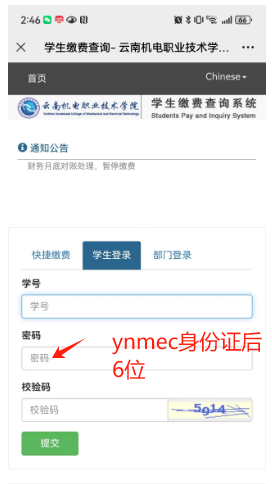 2:46
66
学生缴费查询- 云南机电职业技术学... ...
首页
Chinese
云南机电职业技术学院
Yunnan Vocational College of Mechanical and Electrical Technology
学生缴费查询系统
Students Pay and Inquiry System
通知公告
财务月底对账处理，暂停缴费
快捷缴费 学生登录 部门登录
学号
学号
密码
密码
ynmec身份证后
6位
校验码
校验码
5914
提交